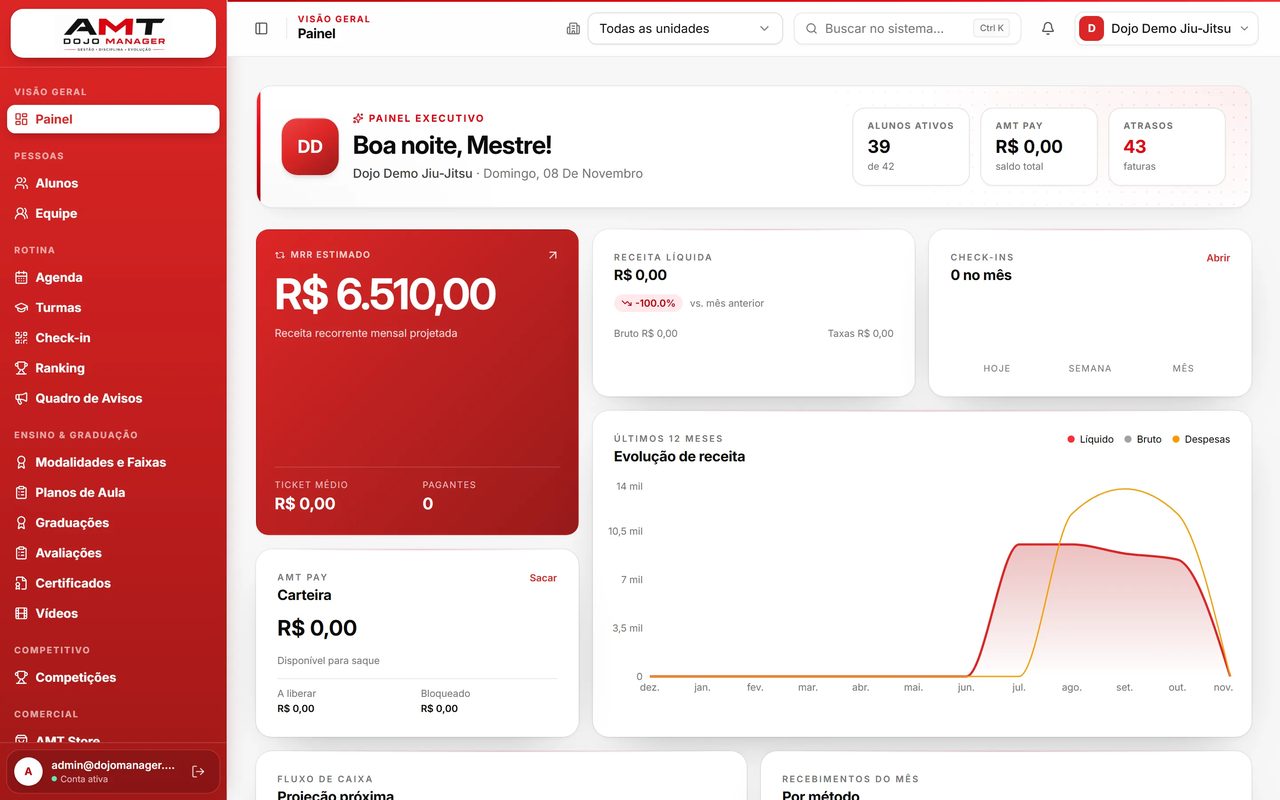 AMT
DOJO MANAGER
GESTÃO • DISCIPLINA • EVOLUÇÃO
VISÃO GERAL
Painel
PESSOAS
Alunos
Equipe
ROTINA
Agenda
Turmas
Check-in
Ranking
Quadro de Avisos
ENSINO & GRADUAÇÃO
Modalidades e Faixas
Planos de Aula
Graduações
Avaliações
Certificados
Vídeos
COMPETITIVO
Competições
COMERCIAL
AMT Store
A
admin@dojomanager....
Conta ativa
VISÃO GERAL
Painel
Todas as unidades
Buscar no sistema...
Ctrl K
D
Dojo Demo Jiu-Jitsu
DD
PAINEL EXECUTIVO
Boa noite, Mestre!
Dojo Demo Jiu-Jitsu · Domingo, 08 De Novembro
ALUNOS ATIVOS
39
de 42
AMT PAY
R$ 0,00
saldo total
ATRASOS
43
faturas
MRR ESTIMADO
R$ 6.510,00
Receita recorrente mensal projetada
TICKET MÉDIO
R$ 0,00
PAGANTES
0
RECEITA LÍQUIDA
R$ 0,00
-100.0%
vs. mês anterior
Bruto R$ 0,00
Taxas R$ 0,00
CHECK-INS
Abrir
0 no mês
HOJE
SEMANA
MÊS
AMT PAY
Sacar
Carteira
R$ 0,00
Disponível para saque
A liberar
R$ 0,00
Bloqueado
R$ 0,00
ÚLTIMOS 12 MESES
Evolução de receita
Líquido
Bruto
Despesas
14 mil
10,5 mil
7 mil
3,5 mil
0
dez.
jan.
fev.
mar.
abr.
mai.
jun.
jul.
ago.
set.
out.
nov.
FLUXO DE CAIXA
Projeção próxima
RECEBIMENTOS DO MÊS
Por método